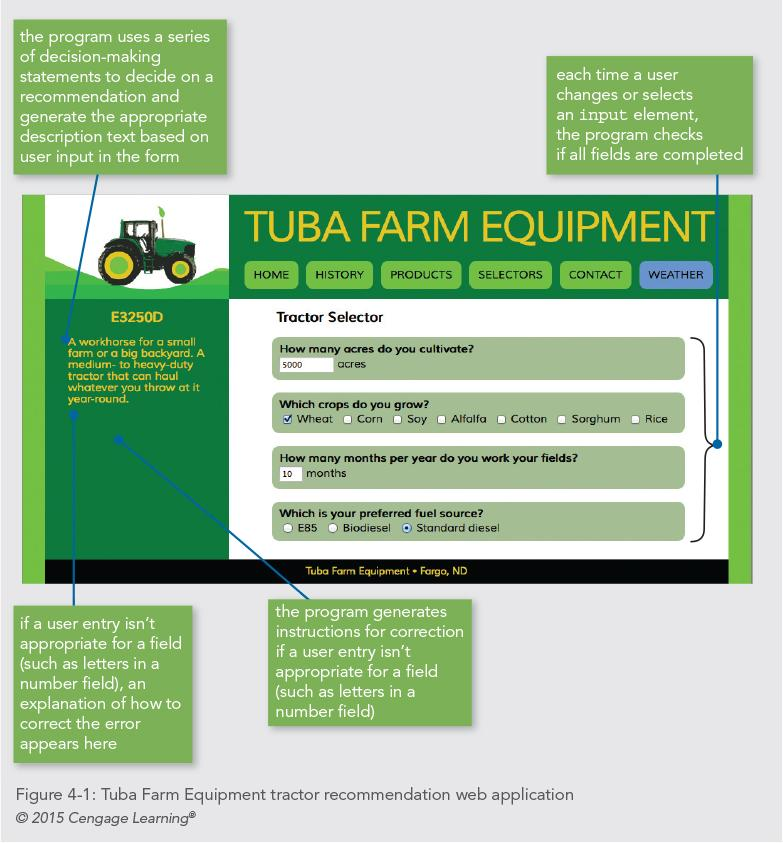 the program uses a series
of decision-making
statements to decide on a
recommendation and
generate the appropriate
description text based on
user input in the form
each time a user
changes or selects
an input element,
the program checks
if all fields are completed
TUBA FARM EQUIPMENT
HOME HISTORY PRODUCTS SELECTORS CONTACT WEATHER
E3250D
A workhorse for a small
farm or a big backyard. A
medium- to heavy-duty
tractor that can haul
whatever you throw at it
year-round.
Tractor Selector
How many acres do you cultivate?
5000 acres
Which crops do you grow?
Wheat Corn Soy Alfalfa Cotton Sorghum Rice
How many months per year do you work your fields?
10 months
Which is your preferred fuel source?
E85 Biodiesel Standard diesel
Tuba Farm Equipment • Fargo, ND
if a user entry isn't
appropriate for a field
(such as letters in a
number field), an
explanation of how to
correct the error
appears here
the program generates
instructions for correction
if a user entry isn't
appropriate for a field
(such as letters in a
number field)
Figure 4-1: Tuba Farm Equipment tractor recommendation web application
© 2015 Cengage Learning®